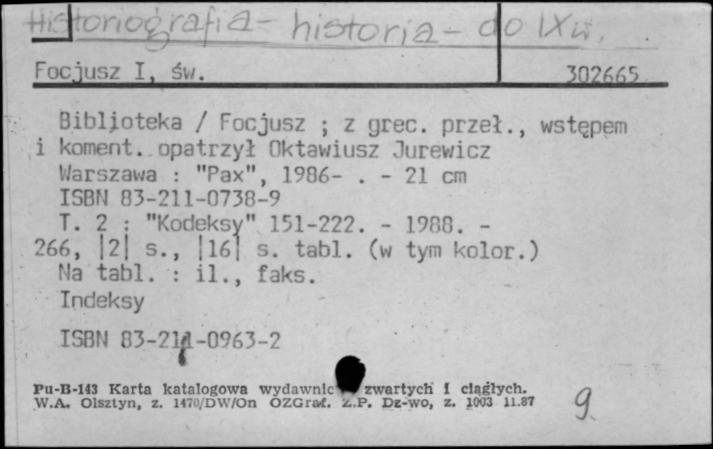 Historiografia - historia - do IXw.
Focjusz I, św. 302665
Biblioteka / Focjusz ; z grec. przeł., wstępem
i koment. opatrzył Oktawiusz Jurewicz
Warszawa : "Pax", 1986- . - 21 cm
ISBN 83-211-0738-9
T. 2 : "Kodeksy" 151-222. - 1988. -
266, |2| s., |16| s. tabl. (w tym kolor.)
Na tabl. : il., faks.
Indeksy
ISBN 83-211-0963-2
Pu-B-143 Karta katalogowa wydawnic zwartych i ciągłych.
W.A. Olsztyn, z. 1470/DW/On OZGraf. Z.P. Dz-wo, z. 1003 11.87
9